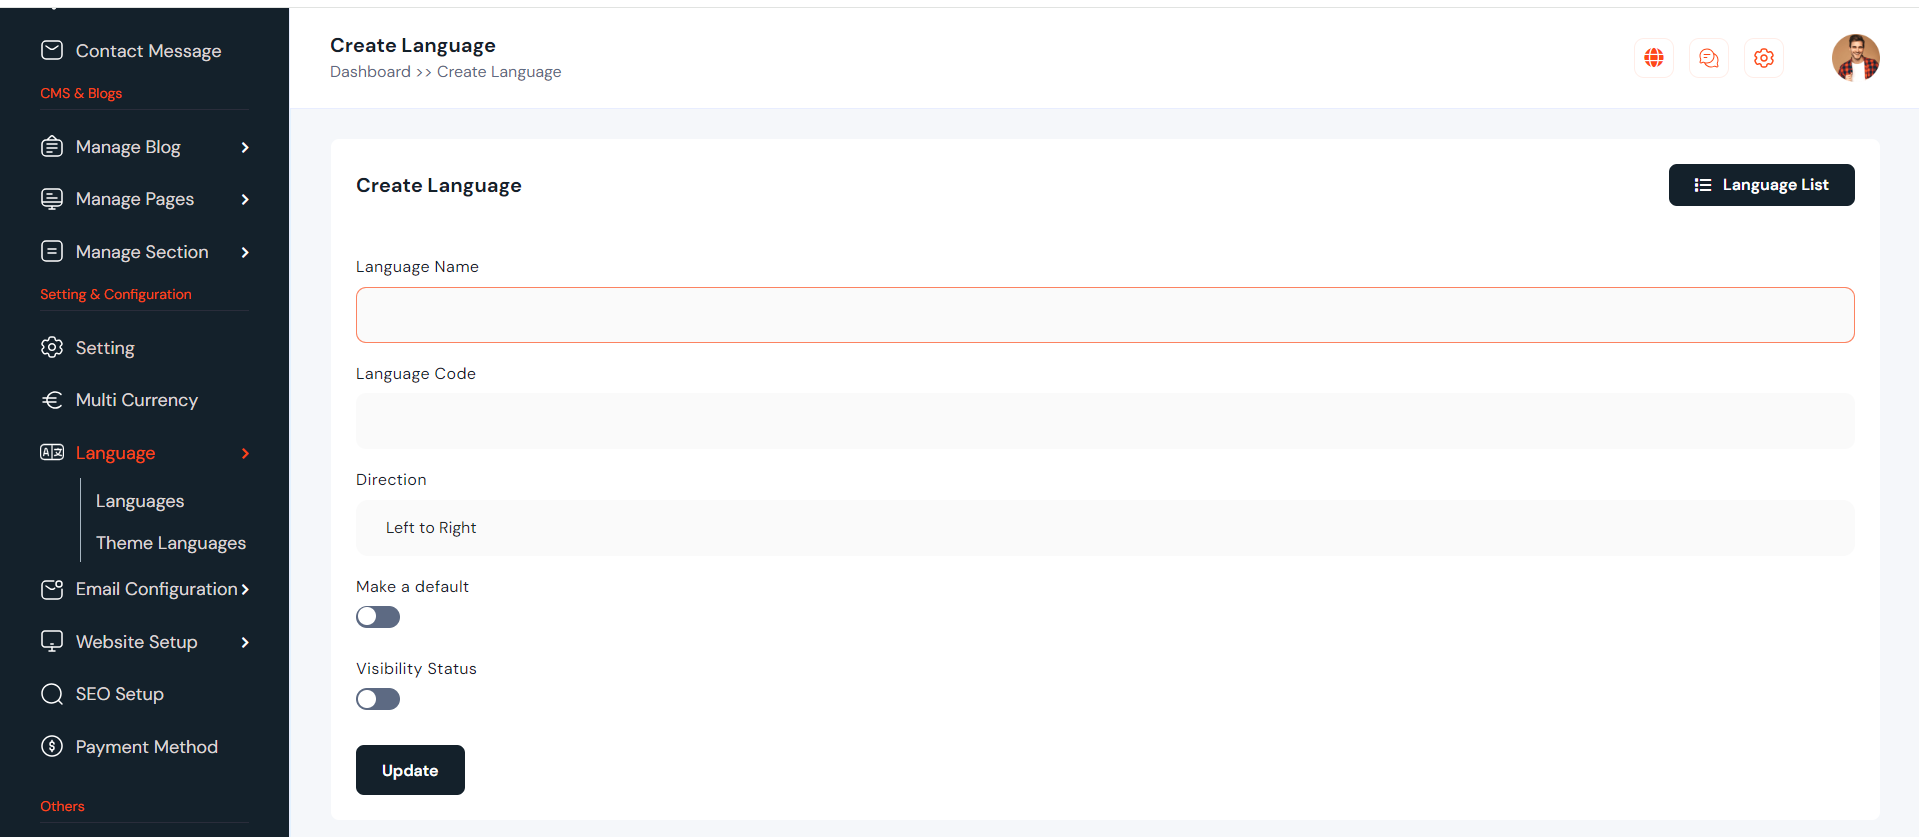 Contact Message
CMS & Blogs
Manage Blog
Manage Pages
Manage Section
Setting & Configuration
Setting
Multi Currency
Language
Languages
Theme Languages
Email Configuration
Website Setup
SEO Setup
Payment Method
Others
Create Language
Dashboard >> Create Language
Create Language
Language List
Language Name
Language Code
Direction
Left to Right
Make a default
Visibility Status
Update